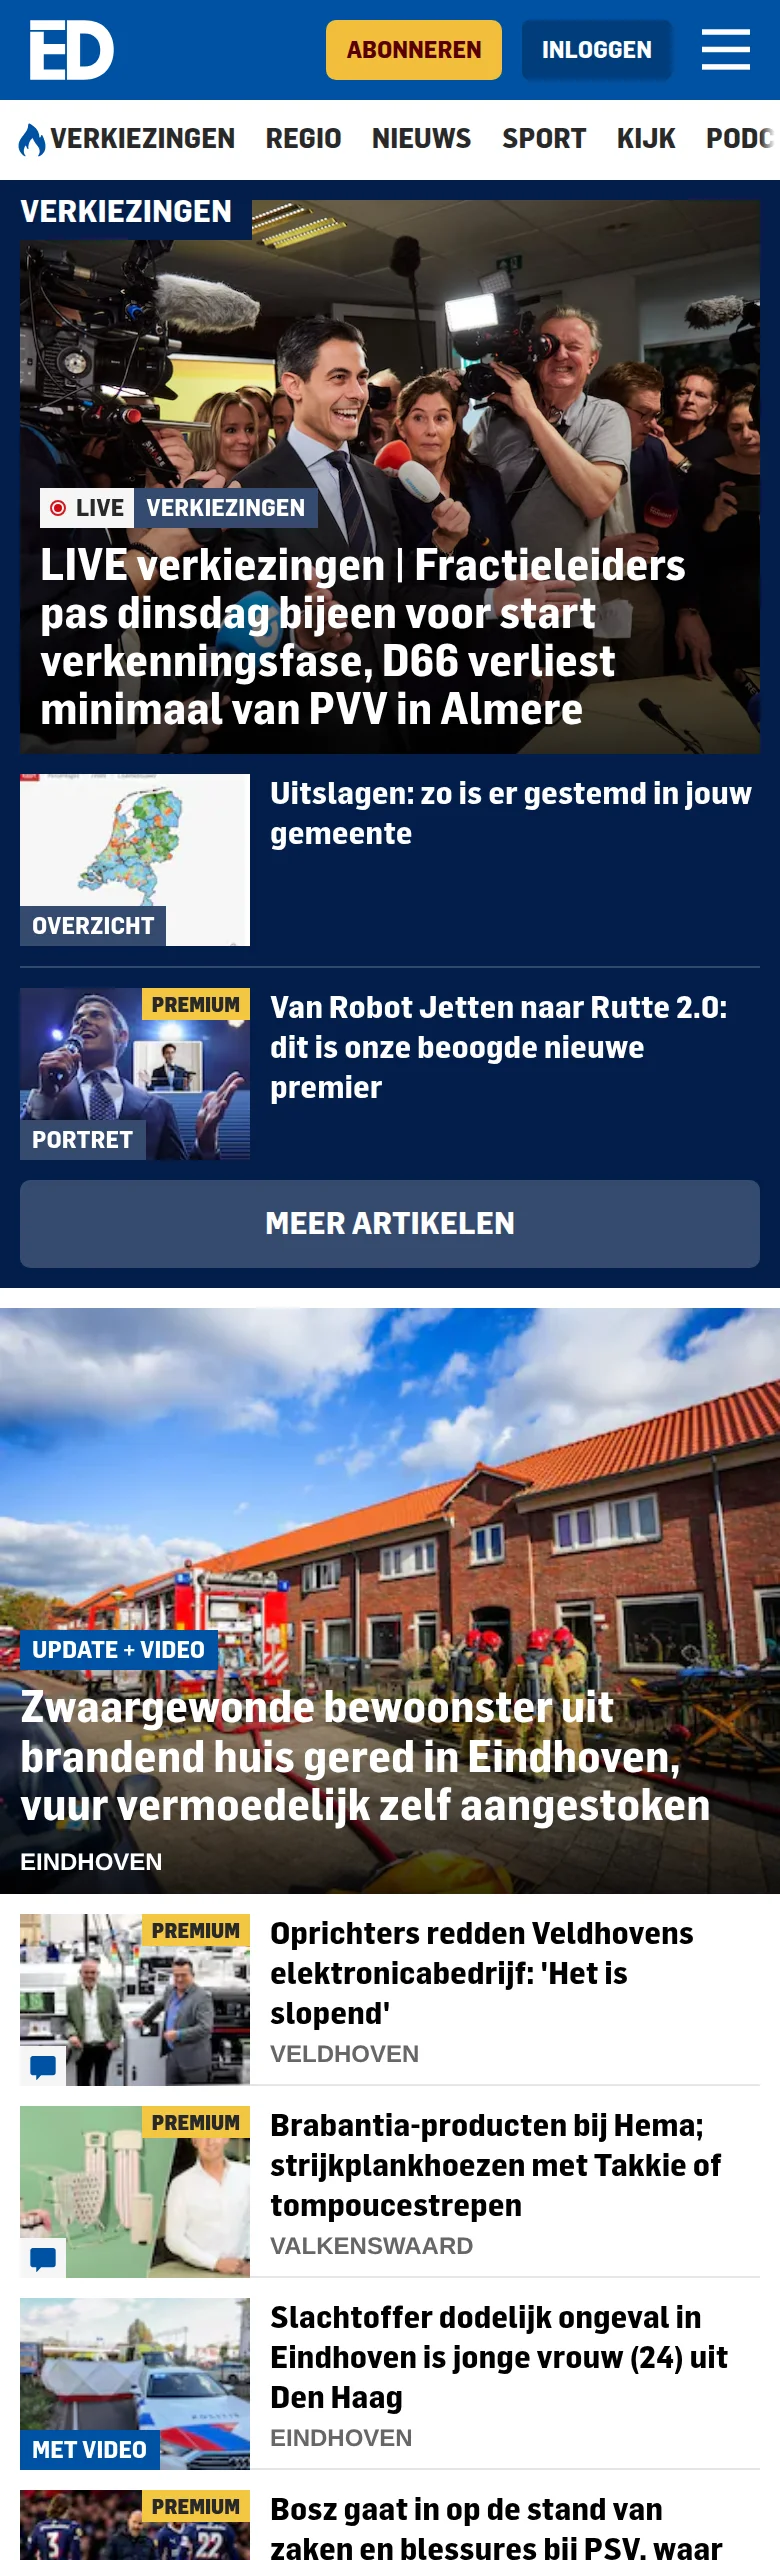 ED
ABONNEREN
INLOGGEN
VERKIEZINGEN
REGIO
NIEUWS
SPORT
KIJK
PODC
VERKIEZINGEN
LIVE
VERKIEZINGEN
LIVE verkiezingen | Fractieleiders
pas dinsdag bijeen voor start
verkenningsfase, D66 verliest
minimaal van PVV in Almere
Uitslagen: zo is er gestemd in jouw
gemeente
OVERZICHT
PREMIUM
Van Robot Jetten naar Rutte 2.0:
dit is onze beoogde nieuwe
premier
PORTRET
MEER ARTIKELEN
UPDATE + VIDEO
Zwaargewonde bewoonster uit
brandend huis gered in Eindhoven,
vuur vermoedelijk zelf aangestoken
EINDHOVEN
PREMIUM
Oprichters redden Veldhovens
elektronicabedrijf: 'Het is
slopend'
VELDHOVEN
PREMIUM
Brabantia-producten bij Hema;
strijkplankhoezen met Takkie of
tompoucestrepen
VALKENSWAARD
Slachtoffer dodelijk ongeval in
Eindhoven is jonge vrouw (24) uit
Den Haag
EINDHOVEN
MET VIDEO
PREMIUM
3
22
Bosz gaat in op de stand van
zaken en blessures bij PSV, waar